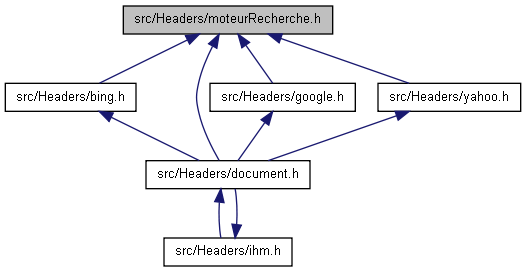 src/Headers/moteurRecherche.h
src/Headers/bing.h
src/Headers/google.h
src/Headers/yahoo.h
src/Headers/document.h
src/Headers/ihm.h